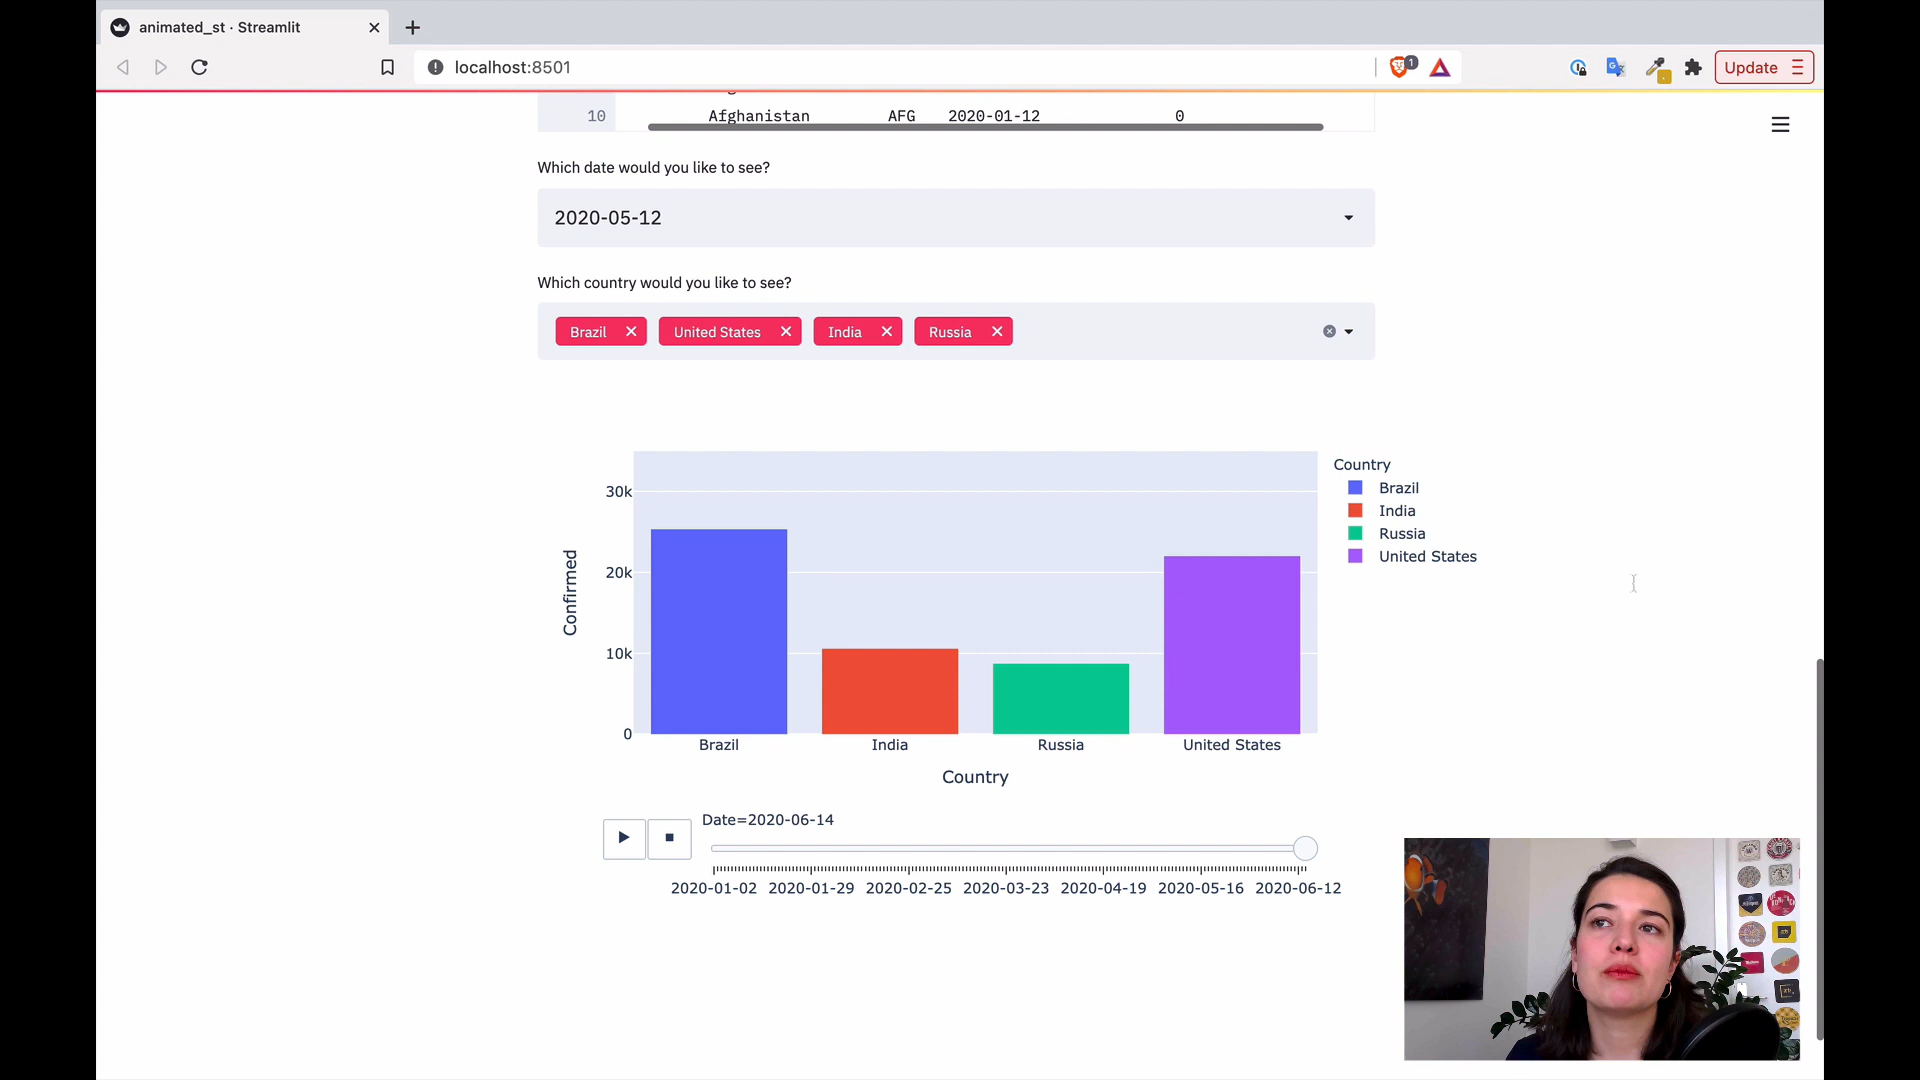 animated_st · Streamlit
localhost:8501
1
Update
10 Afghanistan AFG 2020-01-12 0
Which date would you like to see?
2020-05-12
Which country would you like to see?
Brazil United States India Russia
Country
Brazil
India
Russia
United States
30k
20k
10k
0
Confirmed
Brazil India Russia United States
Country
Date=2020-06-14
2020-01-02 2020-01-29 2020-02-25 2020-03-23 2020-04-19 2020-05-16 2020-06-12